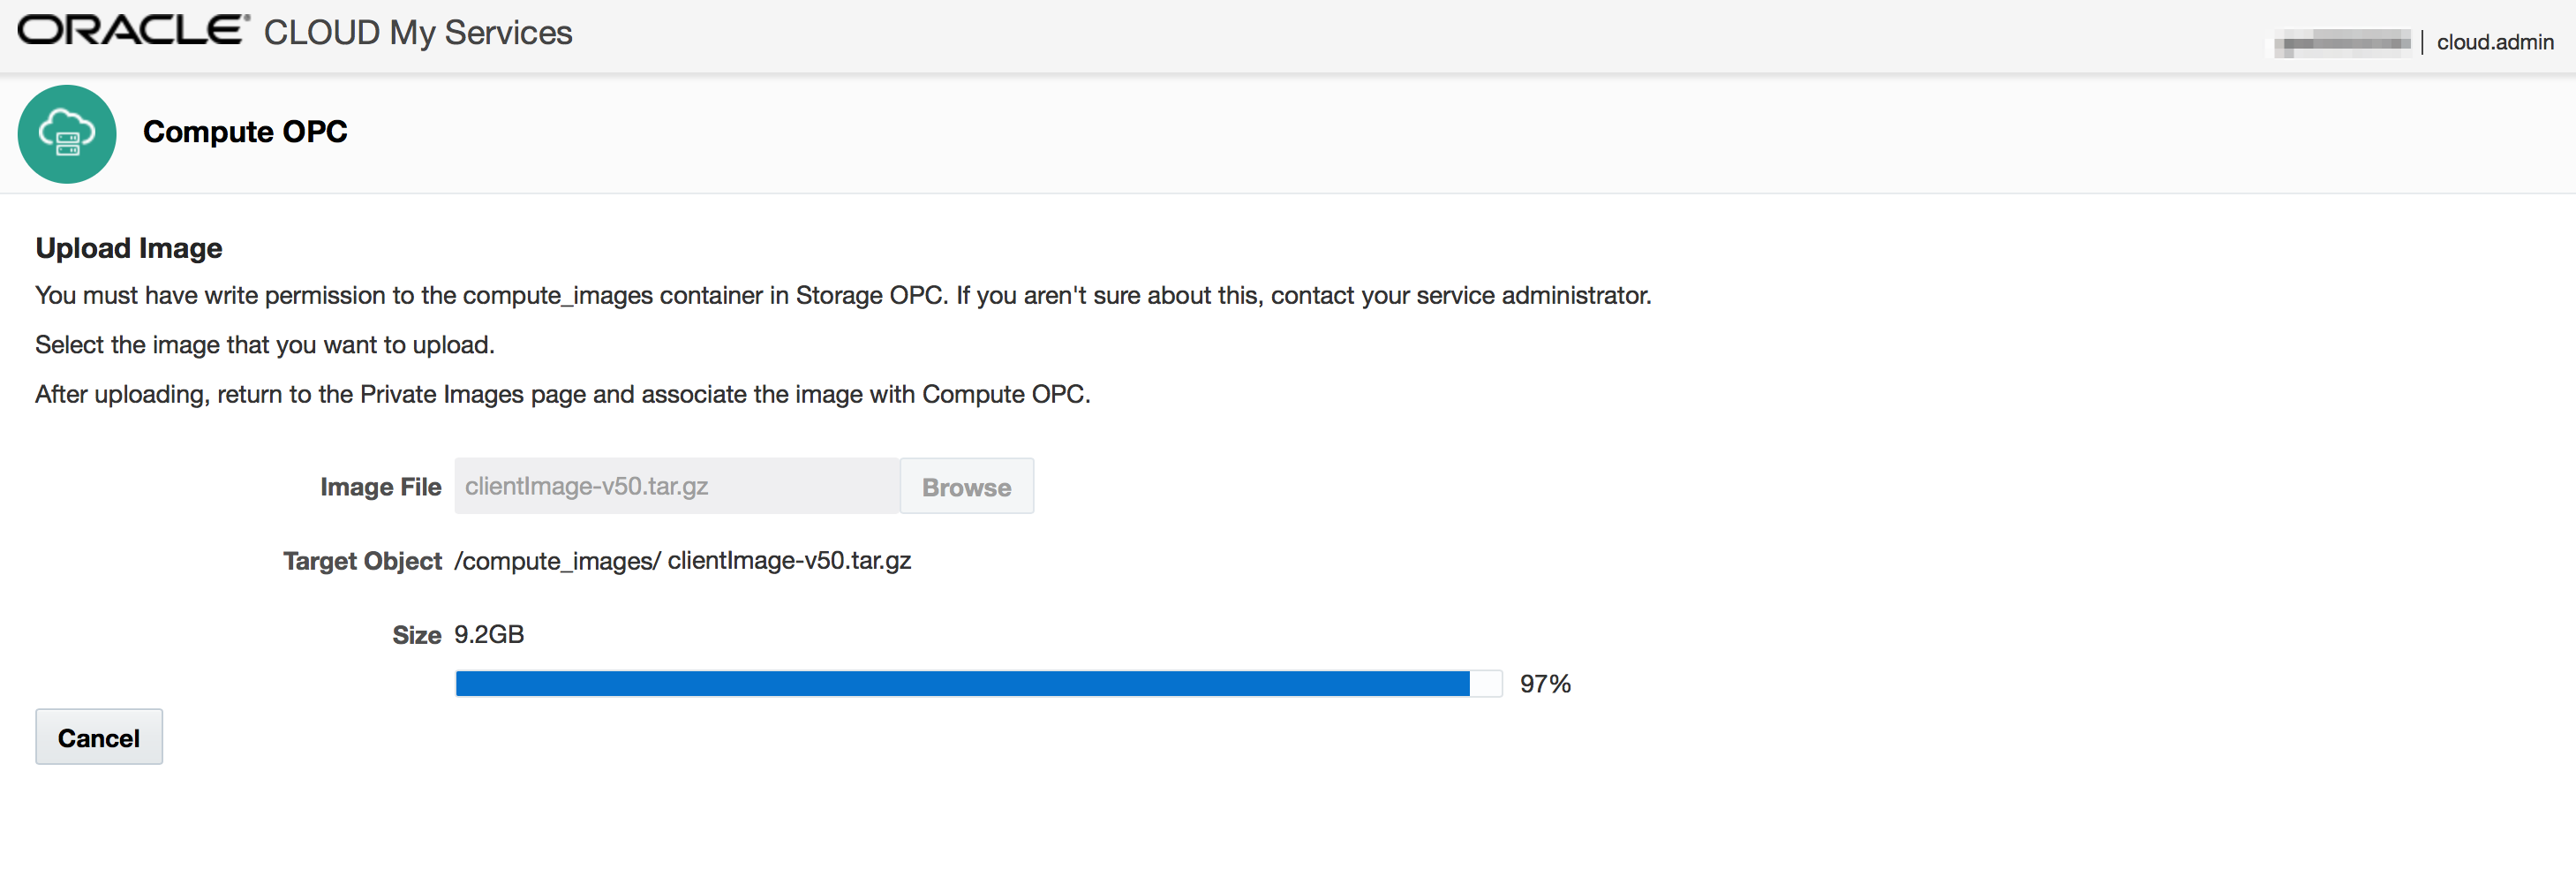 ORACLE® CLOUD My Services
cloud.admin
Compute OPC
Upload Image
You must have write permission to the compute_images container in Storage OPC. If you aren't sure about this, contact your service administrator.
Select the image that you want to upload.
After uploading, return to the Private Images page and associate the image with Compute OPC.
Image File clientImage-v50.tar.gz Browse
Target Object /compute_images/ clientImage-v50.tar.gz
Size 9.2GB
97%
Cancel